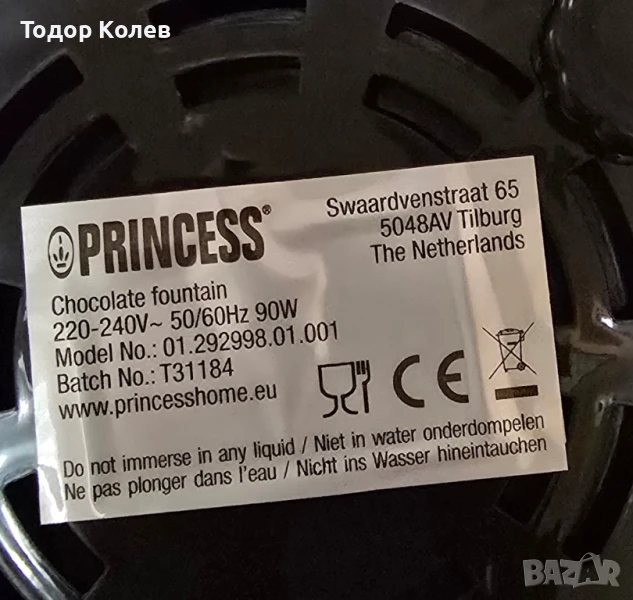 Тодор Колев
PRINCESS®
Swaardvenstraat 65
5048AV Tilburg
The Netherlands
Chocolate fountain
220-240V~ 50/60Hz 90W
Model No.: 01.292998.01.001
Batch No.: T31184
www.princesshome.eu
CE
Do not immerse in any liquid / Niet in water onderdompelen
Ne pas plonger dans l'eau / Nicht ins Wasser hineintauchen
BAZAR